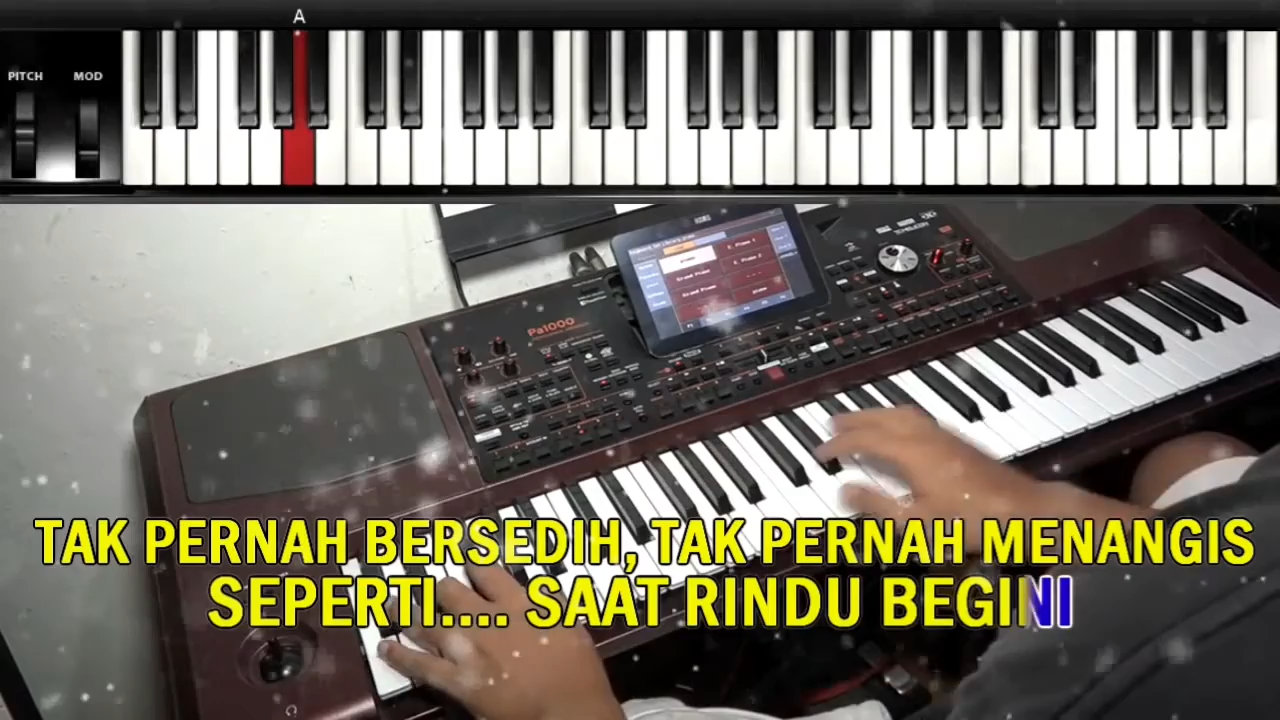 A
PITCH MOD
Pa1000
TAK PERNAH BERSEDIH, TAK PERNAH MENANGIS
SEPERTI.... SAAT RINDU BEGINI